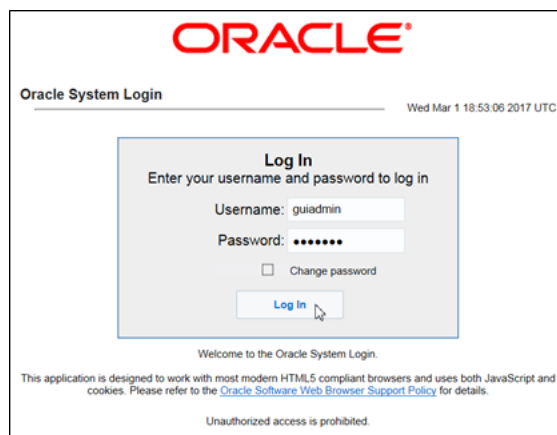 ORACLE®
Oracle System Login
Wed Mar 1 18:53:06 2017 UTC
Log In
Enter your username and password to log in
Username: guiadmin
Password: •••••••
Change password
Log In
Welcome to the Oracle System Login.
This application is designed to work with most modern HTML5 compliant browsers and uses both JavaScript and
cookies. Please refer to the Oracle Software Web Browser Support Policy for details.
Unauthorized access is prohibited.